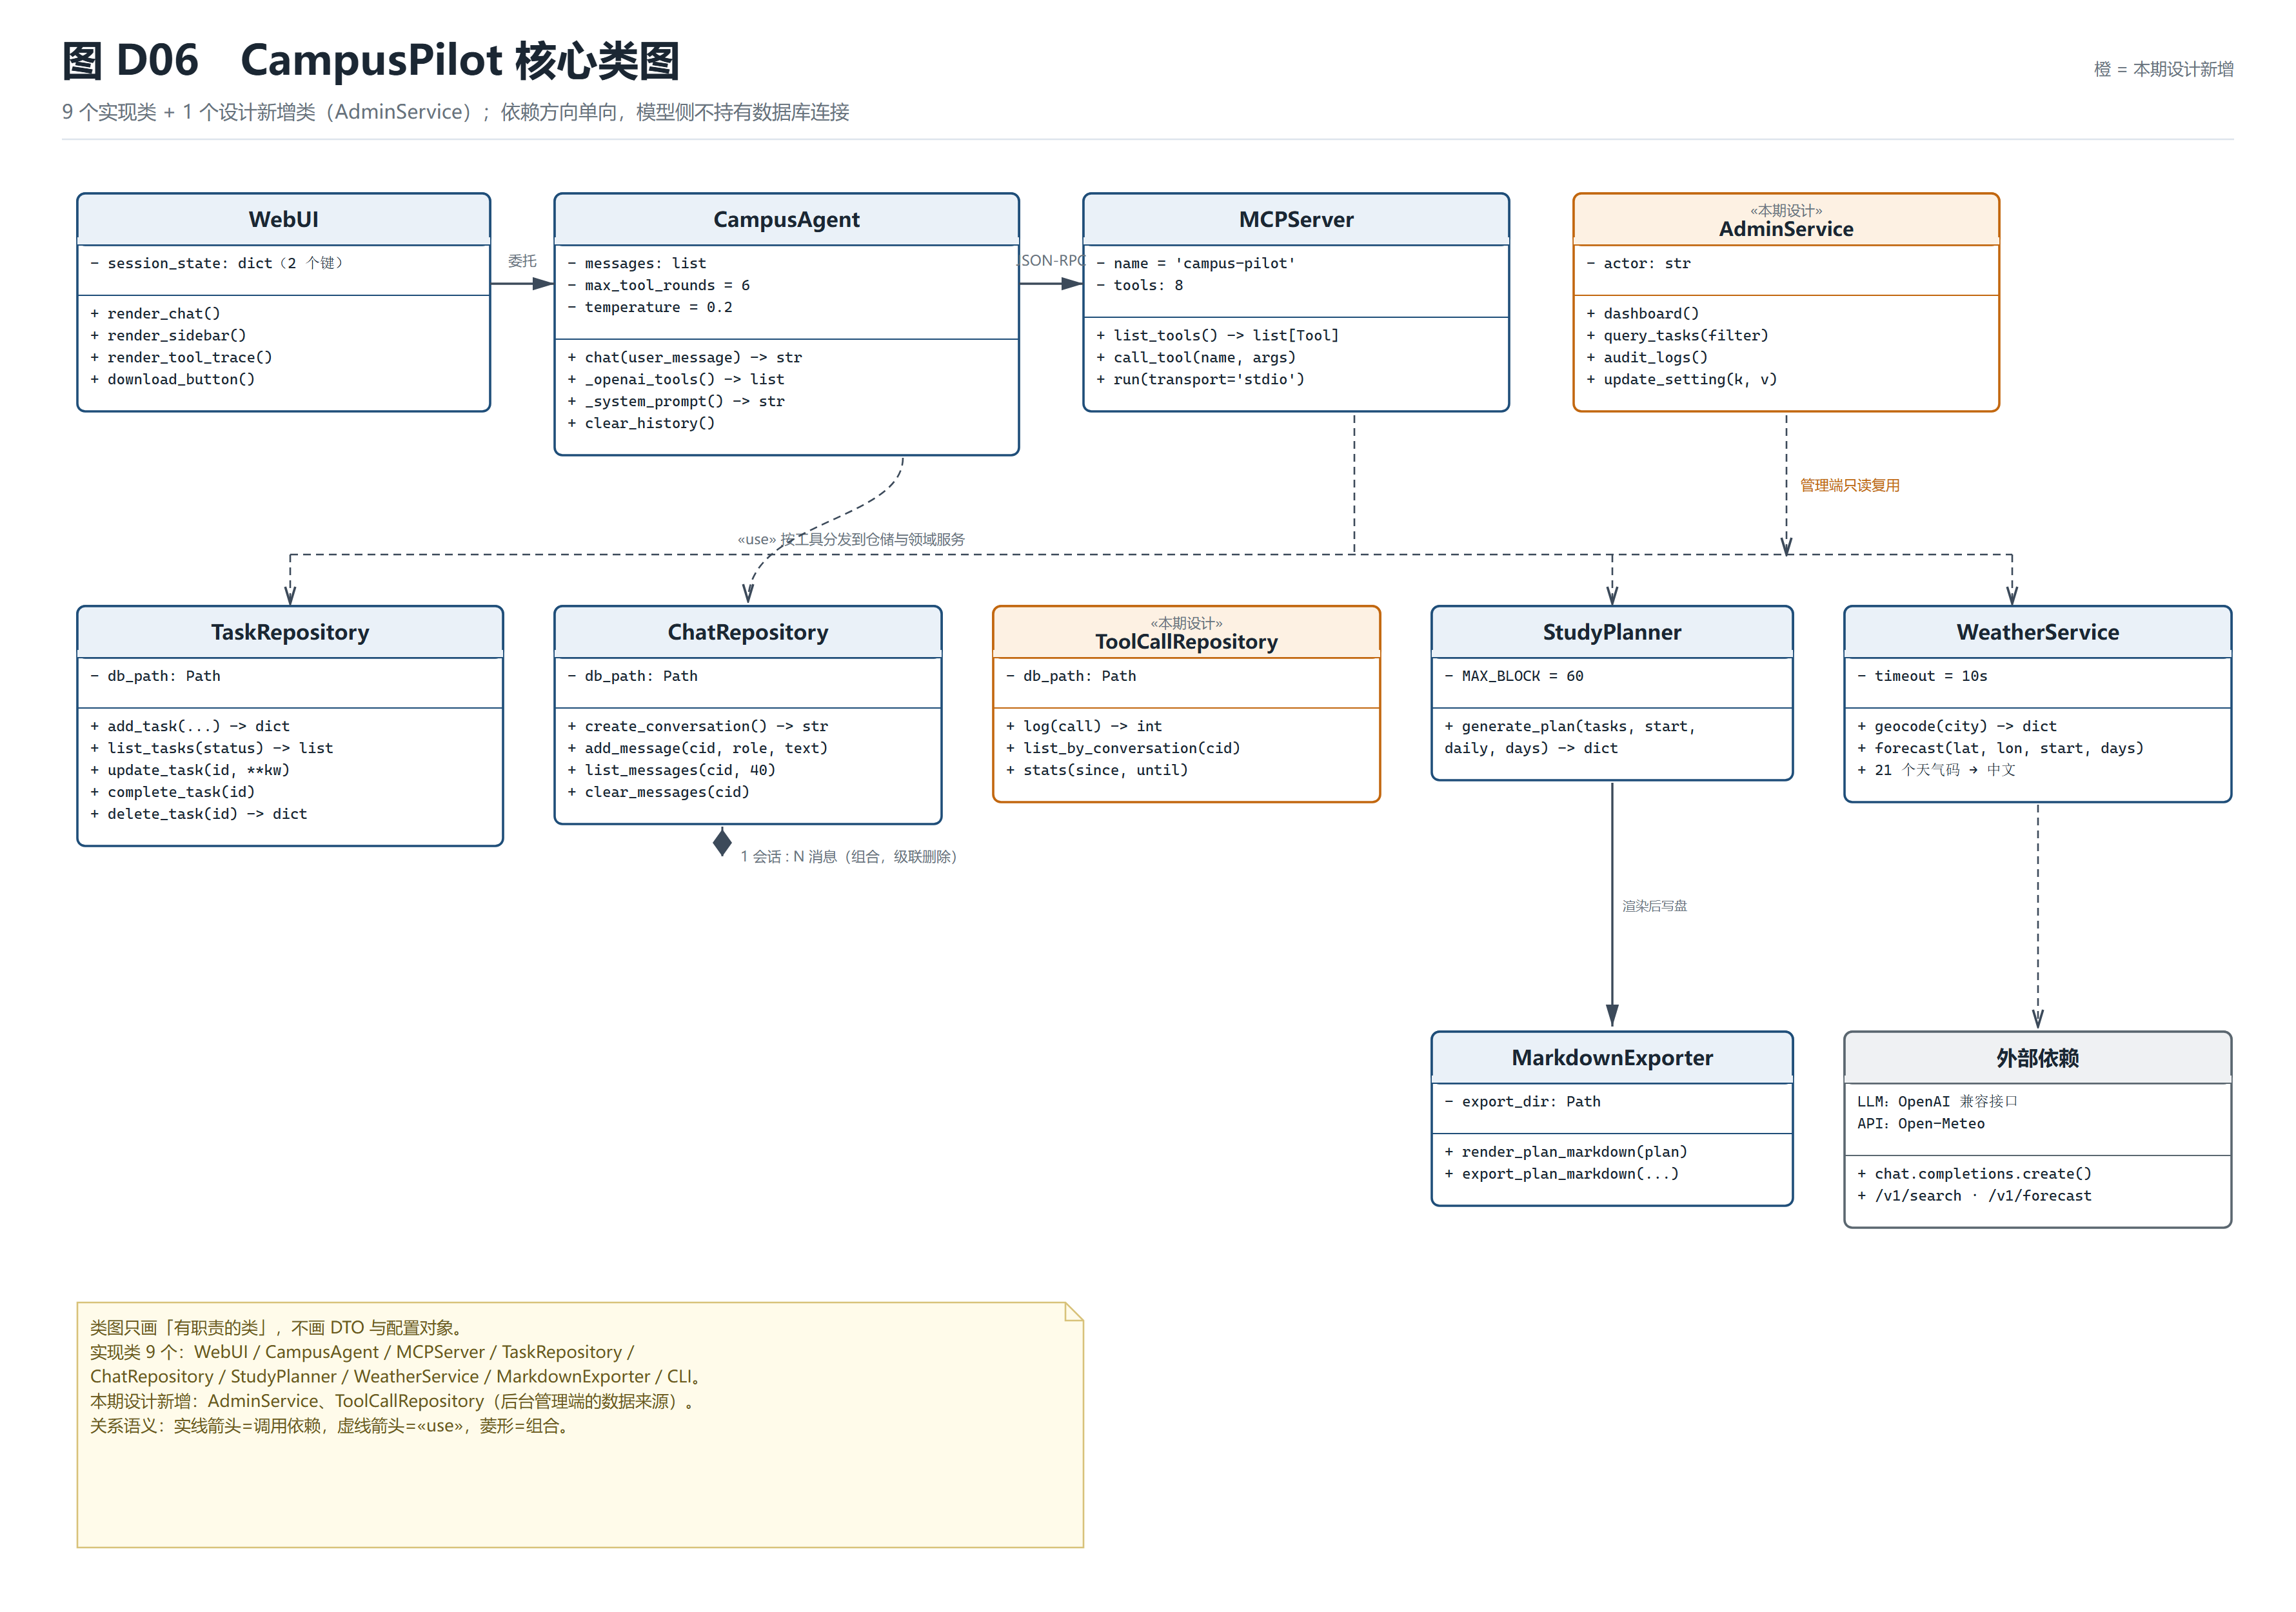 图 D06 CampusPilot 核心类图
橙 = 本期设计新增
9 个实现类 + 1 个设计新增类（AdminService）；依赖方向单向，模型侧不持有数据库连接
WebUI
- session_state: dict（2 个键）
+ render_chat()
+ render_sidebar()
+ render_tool_trace()
+ download_button()
委托
CampusAgent
- messages: list
- max_tool_rounds = 6
- temperature = 0.2
+ chat(user_message) -> str
+ _openai_tools() -> list
+ _system_prompt() -> str
+ clear_history()
JSON-RPC
MCPServer
- name = 'campus-pilot'
- tools: 8
+ list_tools() -> list[Tool]
+ call_tool(name, args)
+ run(transport='stdio')
«本期设计»
AdminService
- actor: str
+ dashboard()
+ query_tasks(filter)
+ audit_logs()
+ update_setting(k, v)
管理端只读复用
«use» 按工具分发到仓储与领域服务
TaskRepository
- db_path: Path
+ add_task(...) -> dict
+ list_tasks(status) -> list
+ update_task(id, **kw)
+ complete_task(id)
+ delete_task(id) -> dict
ChatRepository
- db_path: Path
+ create_conversation() -> str
+ add_message(cid, role, text)
+ list_messages(cid, 40)
+ clear_messages(cid)
1 会话 : N 消息（组合，级联删除）
«本期设计»
ToolCallRepository
- db_path: Path
+ log(call) -> int
+ list_by_conversation(cid)
+ stats(since, until)
StudyPlanner
- MAX_BLOCK = 60
+ generate_plan(tasks, start,
daily, days) -> dict
WeatherService
- timeout = 10s
+ geocode(city) -> dict
+ forecast(lat, lon, start, days)
+ 21 个天气码 → 中文
渲染后写盘
MarkdownExporter
- export_dir: Path
+ render_plan_markdown(plan)
+ export_plan_markdown(...)
外部依赖
LLM: OpenAI 兼容接口
API: Open-Meteo
+ chat.completions.create()
+ /v1/search · /v1/forecast
类图只画「有职责的类」，不画 DTO 与配置对象。
实现类 9 个：WebUI / CampusAgent / MCPServer / TaskRepository /
ChatRepository / StudyPlanner / WeatherService / MarkdownExporter / CLI。
本期设计新增：AdminService、ToolCallRepository（后台管理端的数据来源）。
关系语义：实线箭头=调用依赖，虚线箭头=«use»，菱形=组合。